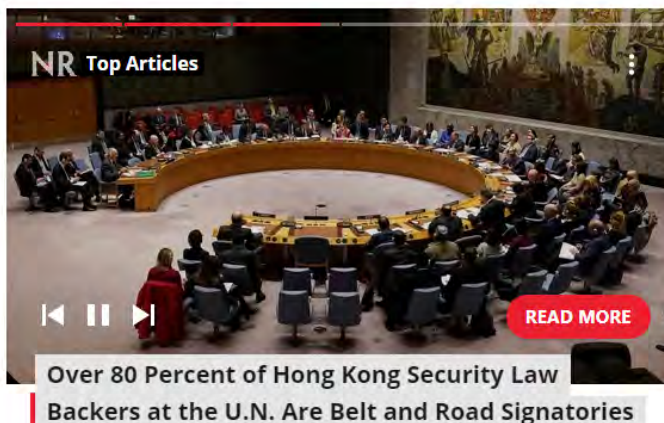 NR Top Articles
READ MORE
Over 80 Percent of Hong Kong Security Law
Backers at the U.N. Are Belt and Road Signatories